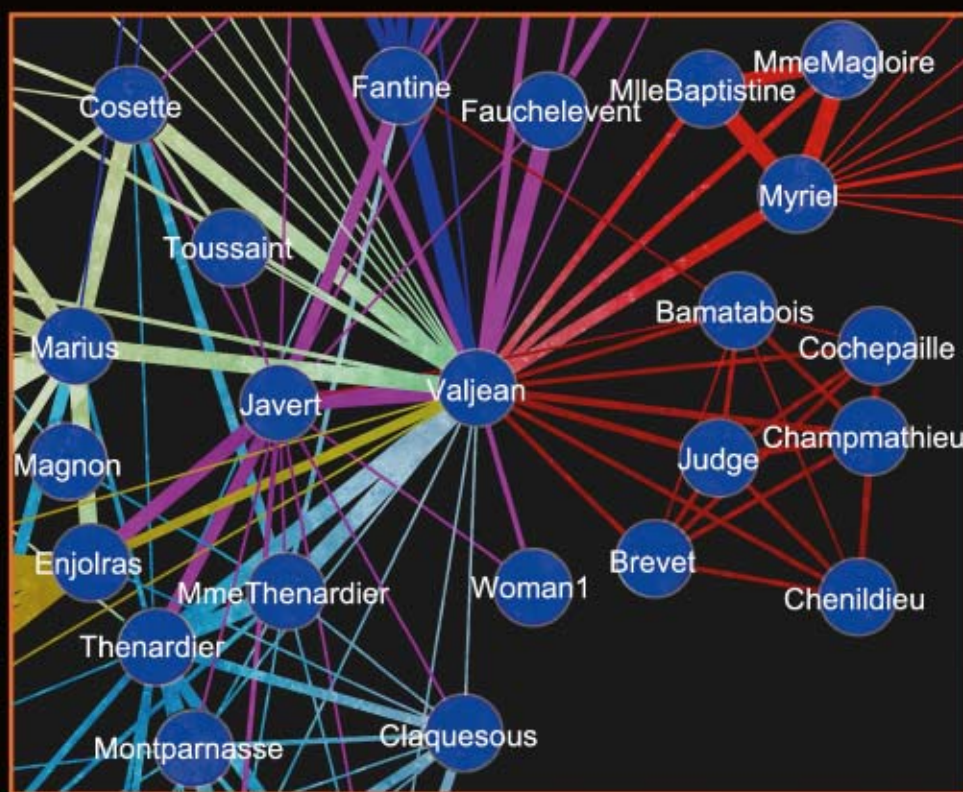 Cosette
Fantine
Fauchelevent
MlleBaptistine
MmeMagloire
Myriel
Toussaint
Bamatabois
Marius
Cochepaille
Valjean
Javert
Magnon
Judge
Champmathieu
Enjolras
MmeThenardier
Woman1
Brevet
Chenildieu
Thenardier
Montparnasse
Claquesous